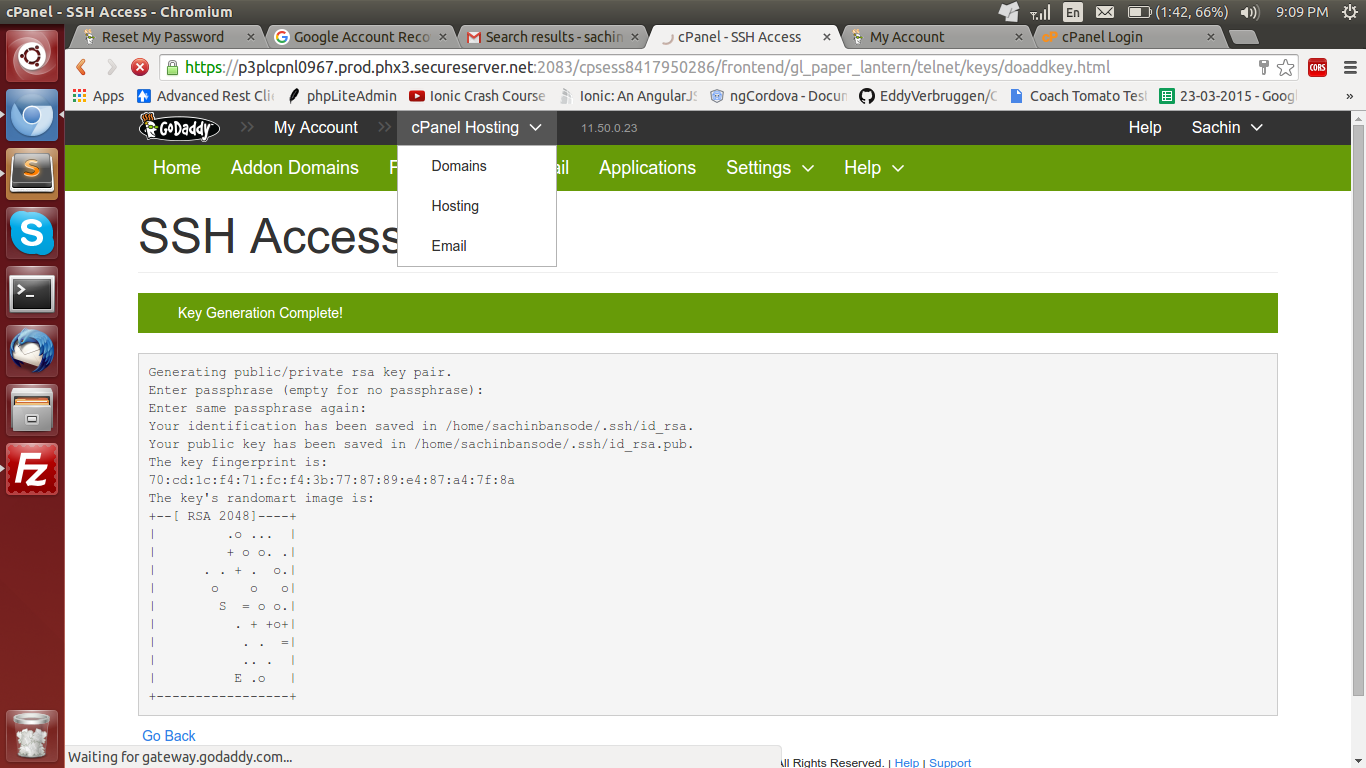 cPanel - SSH Access - Chromium
En
(1:42, 66%)
9:09 PM
Reset My Password
Google Account Reco
Search results - sachin
cPanel - SSH Access
My Account
cPanel Login
https://p3plcpnl0967.prod.phx3.secureserver.net:2083/cpsess8417950286/frontend/gl_paper_lantern/telnet/keys/doaddkey.html
CORS
Apps
Advanced Rest Cli
phpLiteAdmin
Ionic Crash Course
Ionic: An AngularJS
ngCordova - Docum
EddyVerbruggen/C
Coach Tomato Test
23-03-2015 - Googl
»
GoDaddy
My Account
cPanel Hosting
11.50.0.23
Help
Sachin
Home
Addon Domains
F
ail
Applications
Settings
Help
Domains
Hosting
Email
SSH Access
Key Generation Complete!
Generating public/private rsa key pair.
Enter passphrase (empty for no passphrase):
Enter same passphrase again:
Your identification has been saved in /home/sachinbansode/.ssh/id_rsa.
Your public key has been saved in /home/sachinbansode/.ssh/id_rsa.pub.
The key fingerprint is:
70:cd:1c:f4:71:fc:f4:3b:77:87:89:e4:87:a4:7f:8a
The key's randomart image is:
+--[ RSA 2048]----+
|         .o ...  |
|         + o o. .|
|      . . + .  o.|
|       o    o   o|
|        S  = o o.|
|          . + +o+|
|           . .  =|
|           .. .  |
|          E .o   |
+-----------------+
Go Back
Waiting for gateway.godaddy.com...
All Rights Reserved. | Help | Support